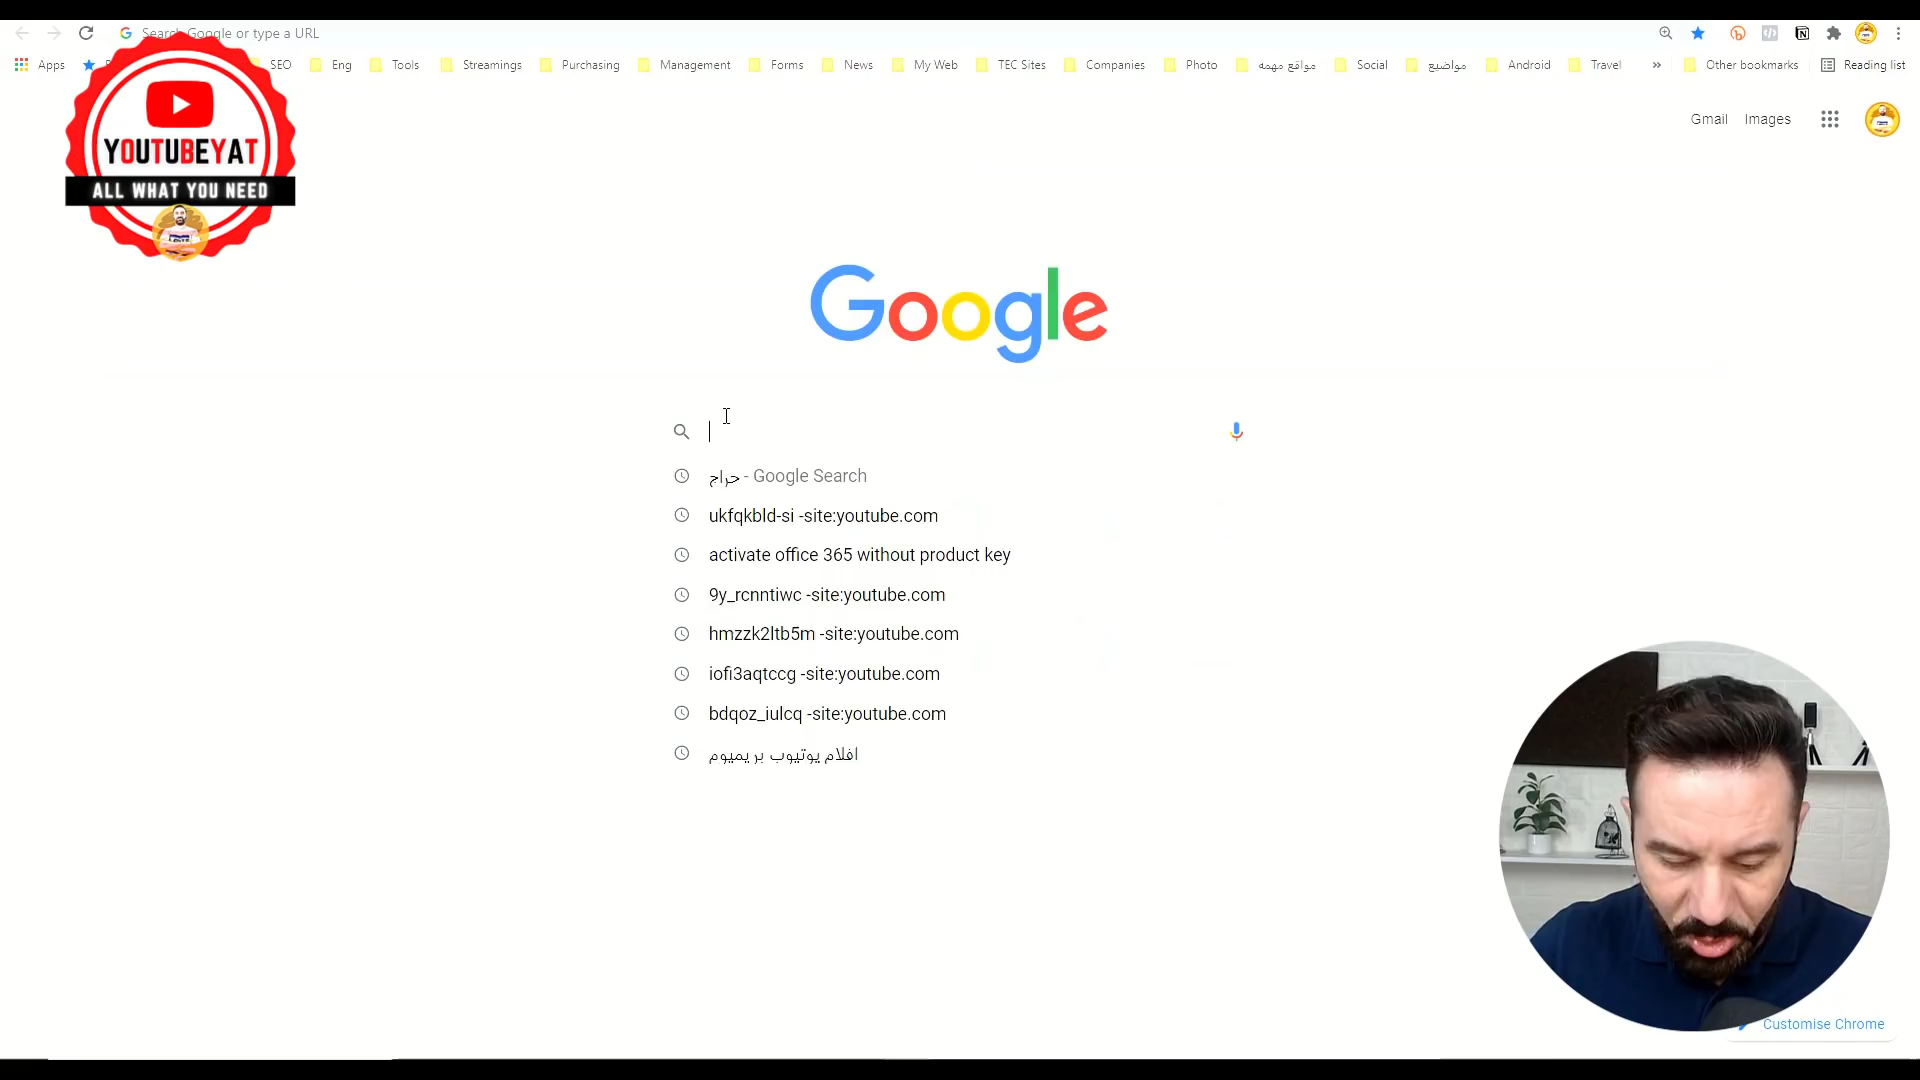 Search Google or type a URL
Apps
SEO
Eng
Tools
Streamings
Purchasing
Management
Forms
News
My Web
TEC Sites
Companies
Photo
مواقع مهمه
Social
مواضيع
Android
Travel
»
Other bookmarks
Reading list
YOUTUBEYAT
ALL WHAT YOU NEED
Gmail
Images
Google
حراج - Google Search
ukfqkbld-si -site:youtube.com
activate office 365 without product key
9y_rcnntiwc -site:youtube.com
hmzzk2ltb5m -site:youtube.com
iofi3aqtccg -site:youtube.com
bdqoz_iulcq -site:youtube.com
افلام يوتيوب بريميوم
Customise Chrome